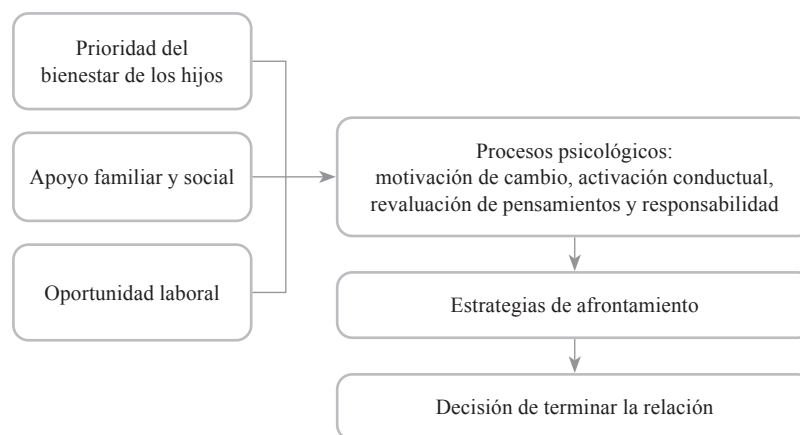 Prioridad del
bienestar de los hijos
Apoyo familiar y social
Oportunidad laboral
Procesos psicológicos:
motivación de cambio, activación conductual,
revaluación de pensamientos y responsabilidad
Estrategias de afrontamiento
Decisión de terminar la relación